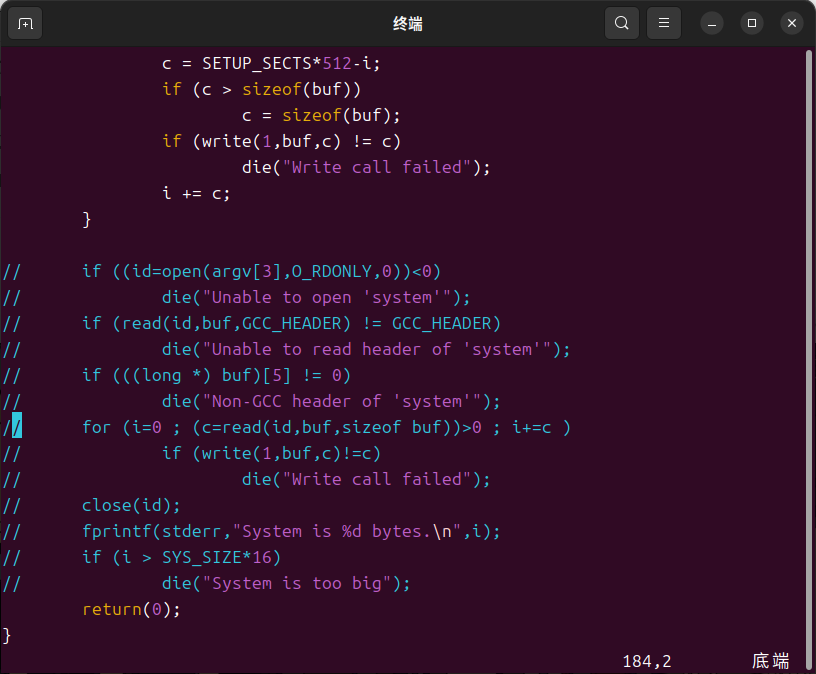 终端
                c = SETUP_SECTS*512-i;
                if (c > sizeof(buf))
                        c = sizeof(buf);
                if (write(1,buf,c) != c)
                        die("Write call failed");
                i += c;
        }

//      if ((id=open(argv[3],O_RDONLY,0))<0)
//              die("Unable to open 'system'");
//      if (read(id,buf,GCC_HEADER) != GCC_HEADER)
//              die("Unable to read header of 'system'");
//      if (((long *) buf)[5] != 0)
//              die("Non-GCC header of 'system'");
//      for (i=0 ; (c=read(id,buf,sizeof buf))>0 ; i+=c )
//              if (write(1,buf,c)!=c)
//                      die("Write call failed");
//      close(id);
//      fprintf(stderr,"System is %d bytes.\n",i);
//      if (i > SYS_SIZE*16)
//              die("System is too big");
        return(0);
}
184,2 底端